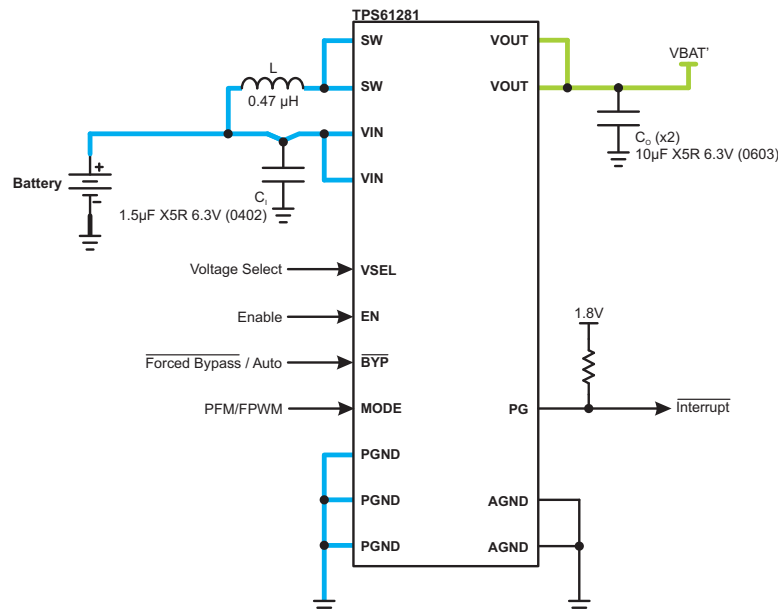 TPS61281
SW
VOUT
VBAT'
L
SW
VOUT
0.47 µH
VIN
C_O (x2)
10µF X5R 6.3V (0603)
+
Battery
-
VIN
C_I
1.5µF X5R 6.3V (0402)
Voltage Select
VSEL
Enable
EN
1.8V
Forced Bypass / Auto
BYP
PFM/FPWM
MODE
PG
Interrupt
PGND
PGND
AGND
PGND
AGND